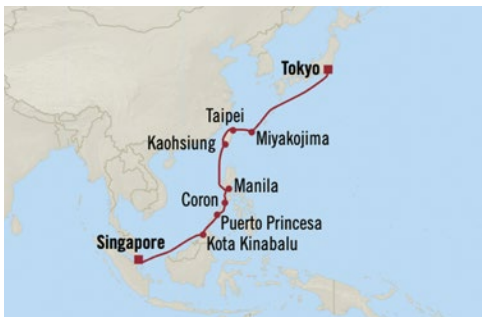 Tokyo
Taipei
Miyakojima
Kaohsiung
Manila
Coron
Puerto Princesa
Singapore
Kota Kinabalu